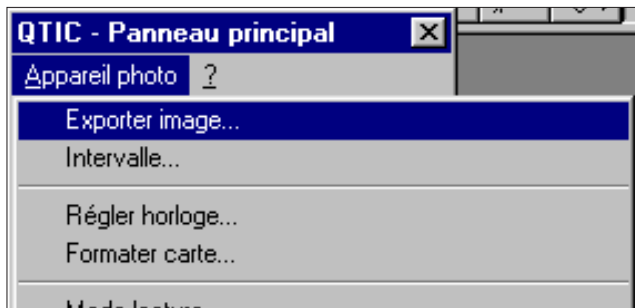 QTIC - Panneau principal
Appareil photo ?
Exporter image...
Intervalle...
Régler horloge...
Formater carte...